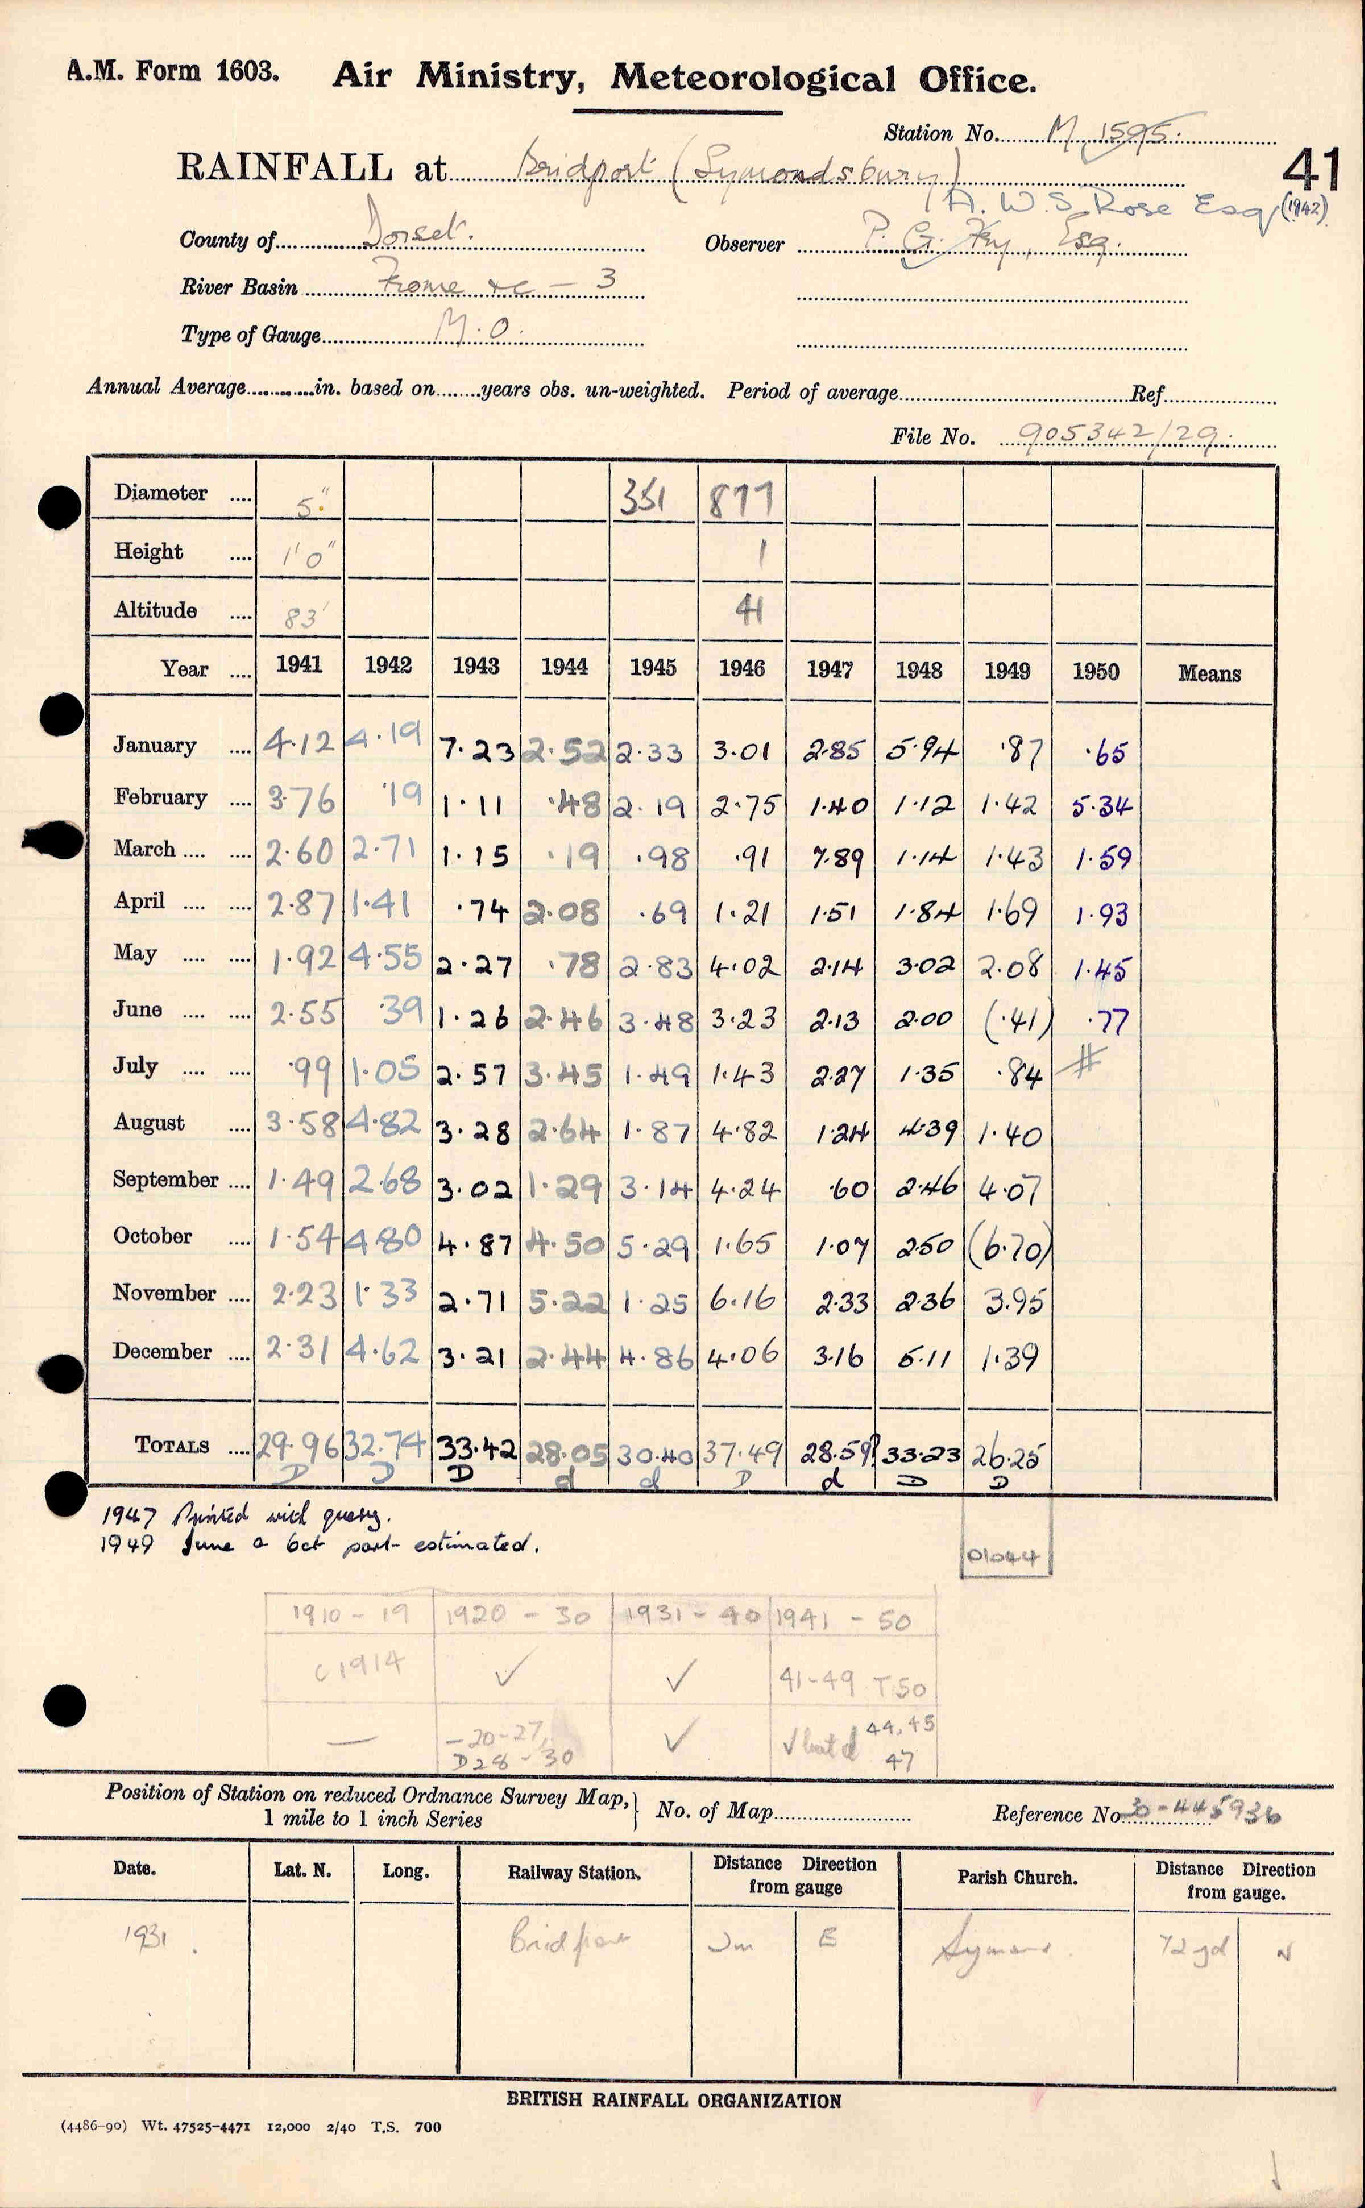 A.M. Form 1603. Air Ministry, Meteorological Office.
Station No. M 1595.
41
RAINFALL at Bridport (Symondsbury)
A. W. S. Rose Esq (1942)
County of Dorset. Observer P. G. Fry, Esq.
River Basin Frome &c - 3
Type of Gauge M.O.
Annual Average in. based on years obs. un-weighted. Period of average Ref.
File No. 905342/29.
Diameter 5" 351 877
Height 1'0" 1
Altitude 83' 41
Year 1941 1942 1943 1944 1945 1946 1947 1948 1949 1950 Means
January 4.12 4.19 7.23 2.52 2.33 3.01 2.85 5.94 .87 .65
February 3.76 .19 1.11 .48 2.19 2.75 1.40 1.12 1.42 5.34
March 2.60 2.71 1.15 .19 .98 .91 7.89 1.14 1.43 1.59
April 2.87 1.41 .74 2.08 .69 1.21 1.51 1.84 1.69 1.93
May 1.92 4.55 2.27 .78 2.83 4.02 2.14 3.02 2.08 1.45
June 2.55 .39 1.26 2.46 3.48 3.23 2.13 2.00 (.41) .77
July .99 1.05 2.57 3.45 1.49 1.43 2.27 1.35 .84 #
August 3.58 4.82 3.28 2.64 1.87 4.82 1.24 4.39 1.40
September 1.49 2.68 3.02 1.29 3.14 4.24 .60 2.46 4.07
October 1.54 4.80 4.87 4.50 5.29 1.65 1.07 2.50 (6.70)
November 2.23 1.33 2.71 5.22 1.25 6.16 2.33 2.36 3.95
December 2.31 4.62 3.21 2.44 4.86 4.06 3.16 5.11 1.39
TOTALS 29.96 32.74 33.42 28.05 30.40 37.49 28.59? 33.23 26.25
D D D d d D d D D
1947 Printed with query.
1949 June & Oct part estimated.
01044
1910 - 19 1920 - 30 1931 - 40 1941 - 50
c 1914 ✓ ✓ 41-49 T50
— -20-27, D28-30 ✓ ✓ but d 44, 45 47
Position of Station on reduced Ordnance Survey Map, 1 mile to 1 inch Series } No. of Map Reference No. 30-445936
Date. Lat. N. Long. Railway Station. Distance Direction from gauge Parish Church. Distance Direction from gauge.
1931. Bridport E 72 yd N
BRITISH RAINFALL ORGANIZATION
(4486-90) Wt. 47525-4471 12,000 2/40 T.S. 700